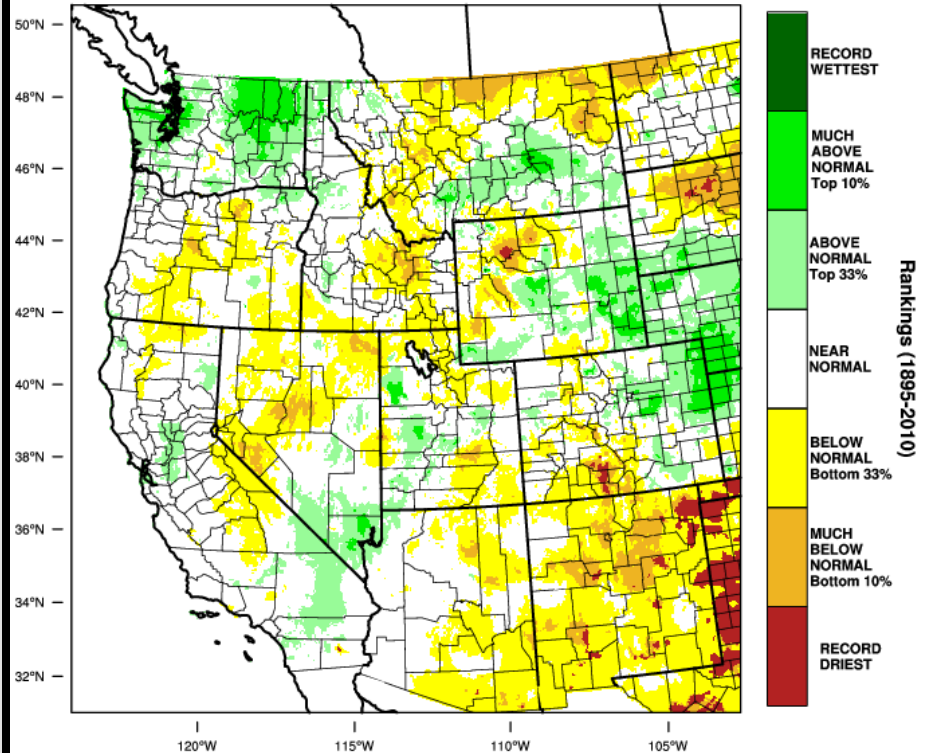 50°N
48°N
46°N
44°N
42°N
40°N
38°N
36°N
34°N
32°N
120°W
115°W
110°W
105°W
RECORD
WETTEST
MUCH
ABOVE
NORMAL
Top 10%
ABOVE
NORMAL
Top 33%
NEAR
NORMAL
BELOW
NORMAL
Bottom 33%
MUCH
BELOW
NORMAL
Bottom 10%
RECORD
DRIEST
Rankings (1895-2010)